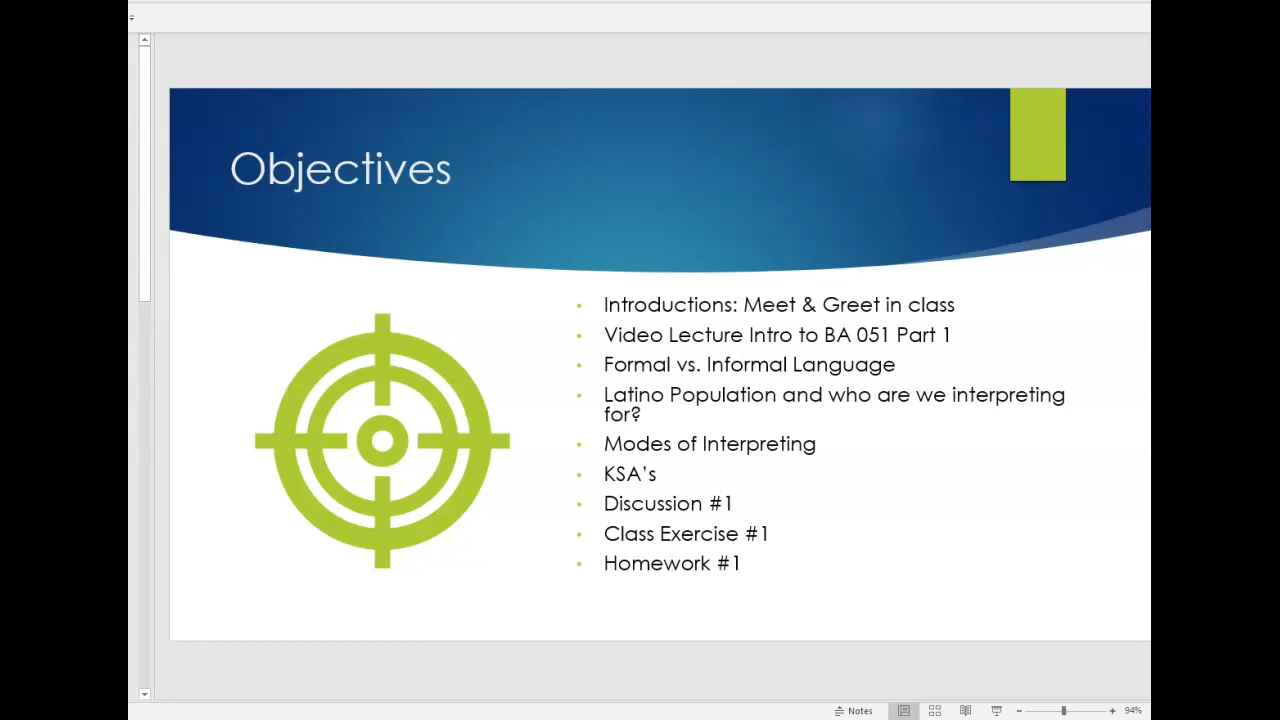 Objectives
• Introductions: Meet & Greet in class
• Video Lecture Intro to BA 051 Part 1
• Formal vs. Informal Language
• Latino Population and who are we interpreting
for?
• Modes of Interpreting
• KSA's
• Discussion #1
• Class Exercise #1
• Homework #1
Notes
94%